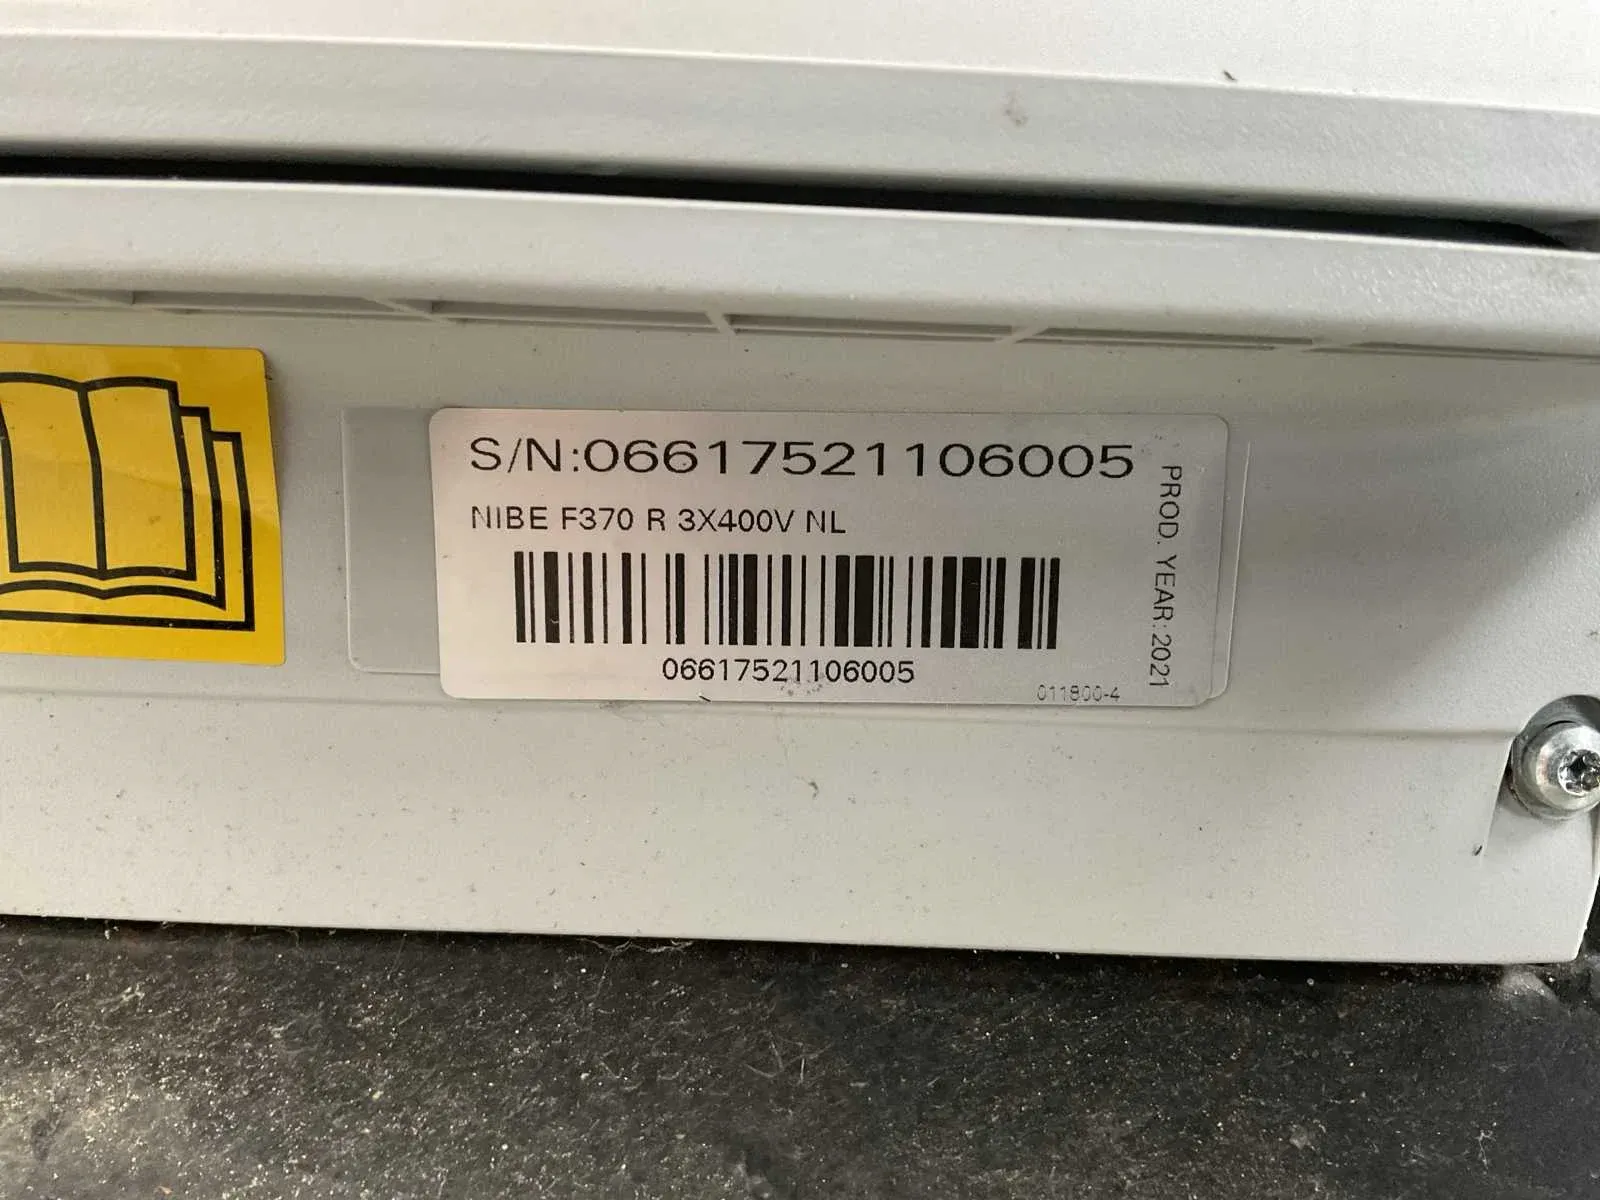 S/N:06617521106005
NIBE F370 R 3X400V NL
06617521106005
011800-4
PROD. YEAR:2021